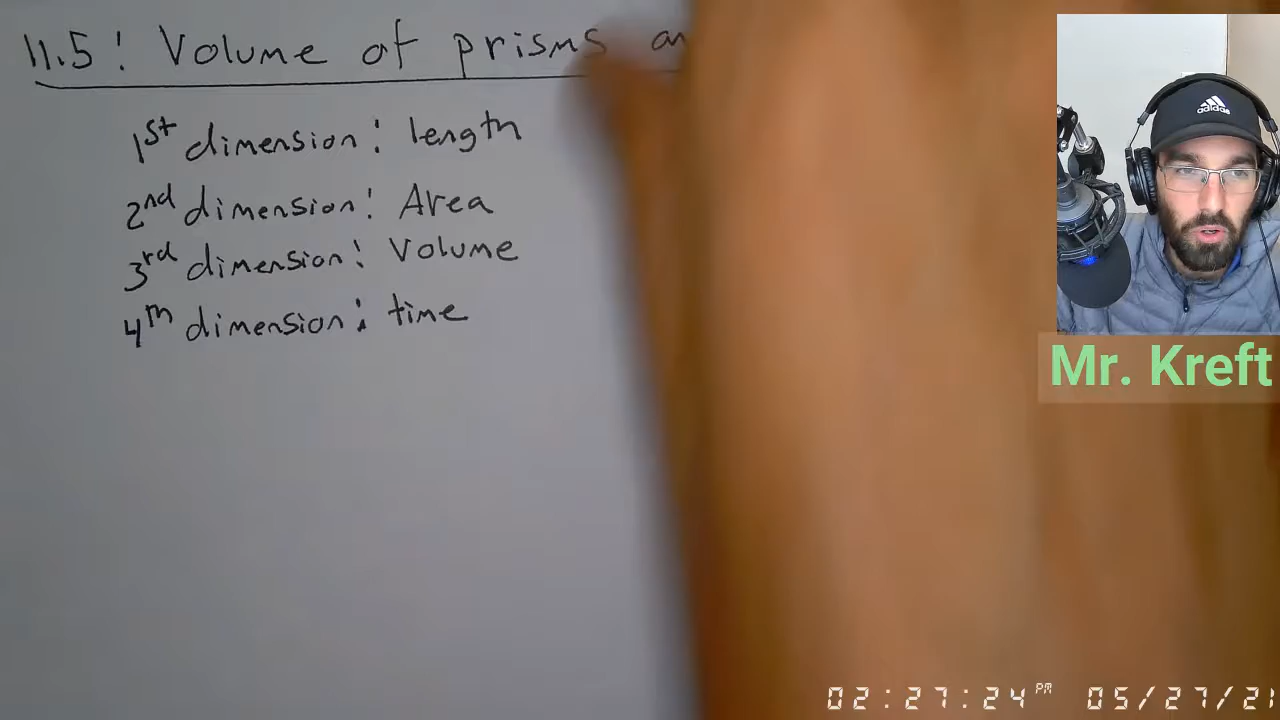 11.5: Volume of prisms an
1st dimension: length
2nd dimension: Area
3rd dimension: Volume
4th dimension: time
Mr. Kreft
02:27:24 PM 05/27/21